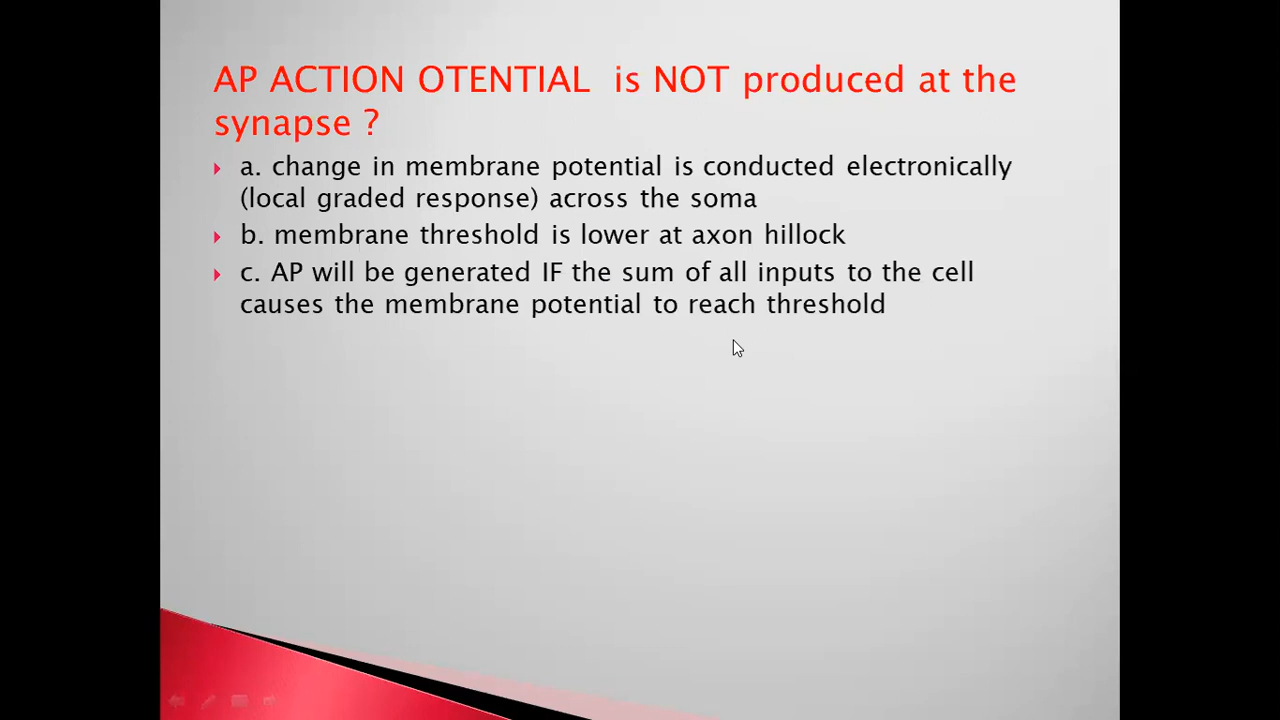 AP ACTION OTENTIAL is NOT produced at the
synapse ?
a. change in membrane potential is conducted electronically
(local graded response) across the soma
b. membrane threshold is lower at axon hillock
c. AP will be generated IF the sum of all inputs to the cell
causes the membrane potential to reach threshold